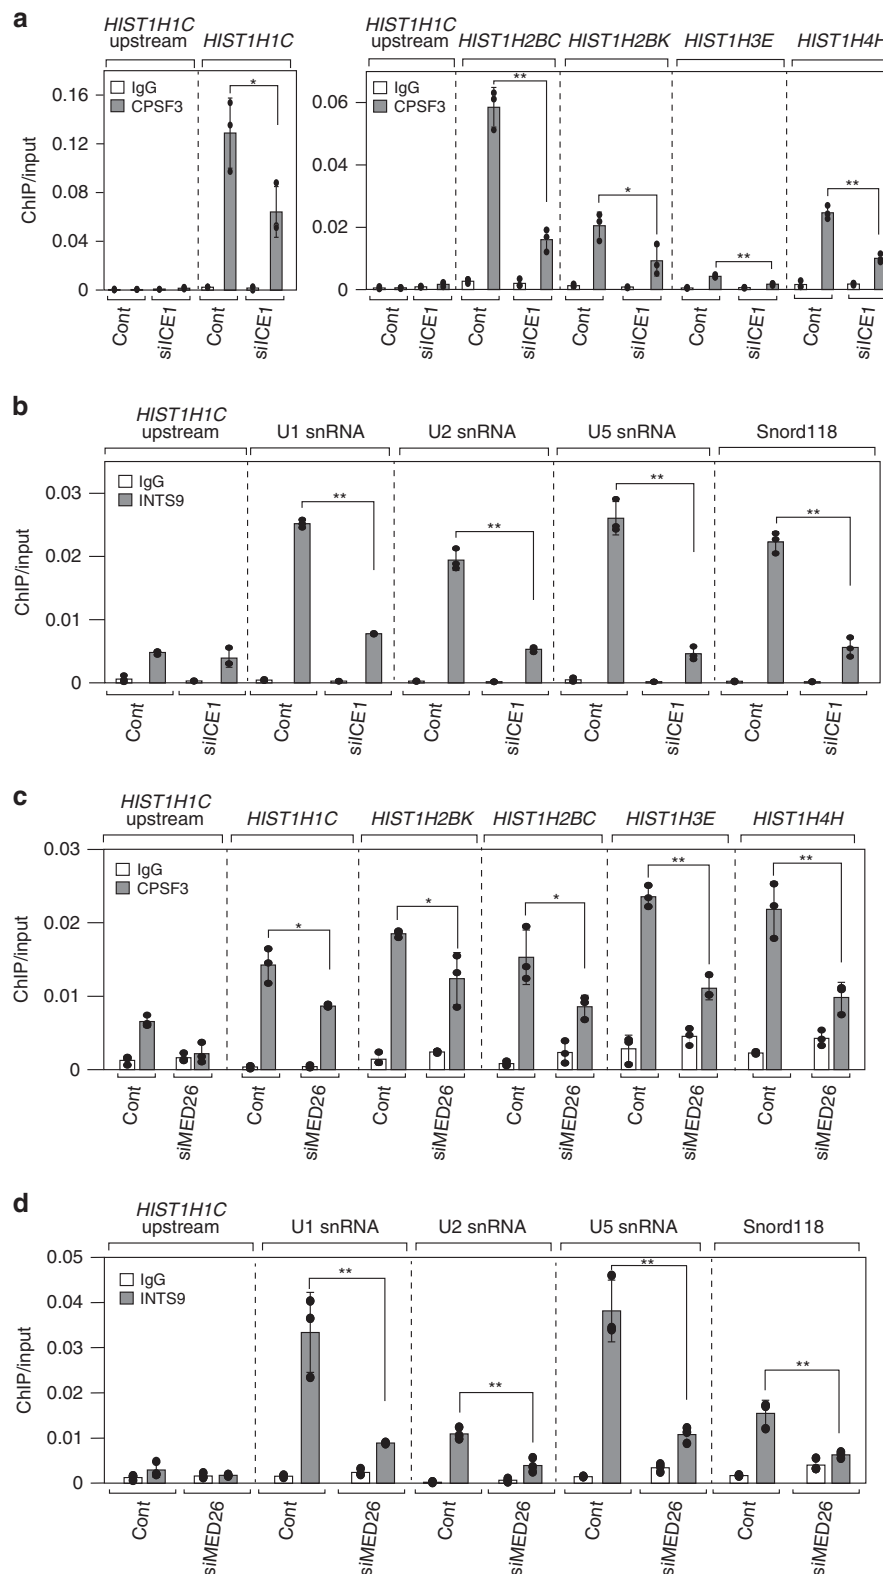 a
HIST1H1C
upstream
HIST1H1C
IgG
CPSF3
ChIP/input
0.16
0.12
0.08
0.04
0
*
Cont
siICE1
Cont
siICE1
HIST1H1C
upstream
HIST1H2BC
HIST1H2BK
HIST1H3E
HIST1H4H
IgG
CPSF3
0.06
0.04
0.02
0
**
*
**
**
Cont
siICE1
Cont
siICE1
Cont
siICE1
Cont
siICE1
Cont
siICE1
b
HIST1H1C
upstream
U1 snRNA
U2 snRNA
U5 snRNA
Snord118
IgG
INTS9
ChIP/input
0.03
0.02
0.01
0
**
**
**
**
Cont
siICE1
Cont
siICE1
Cont
siICE1
Cont
siICE1
Cont
siICE1
c
HIST1H1C
upstream
HIST1H1C
HIST1H2BK
HIST1H2BC
HIST1H3E
HIST1H4H
IgG
CPSF3
ChIP/input
0.03
0.02
0.01
0
*
*
*
**
**
Cont
siMED26
Cont
siMED26
Cont
siMED26
Cont
siMED26
Cont
siMED26
Cont
siMED26
d
HIST1H1C
upstream
U1 snRNA
U2 snRNA
U5 snRNA
Snord118
IgG
INTS9
ChIP/input
0.05
0.04
0.03
0.02
0.01
0
**
**
**
**
Cont
siMED26
Cont
siMED26
Cont
siMED26
Cont
siMED26
Cont
siMED26